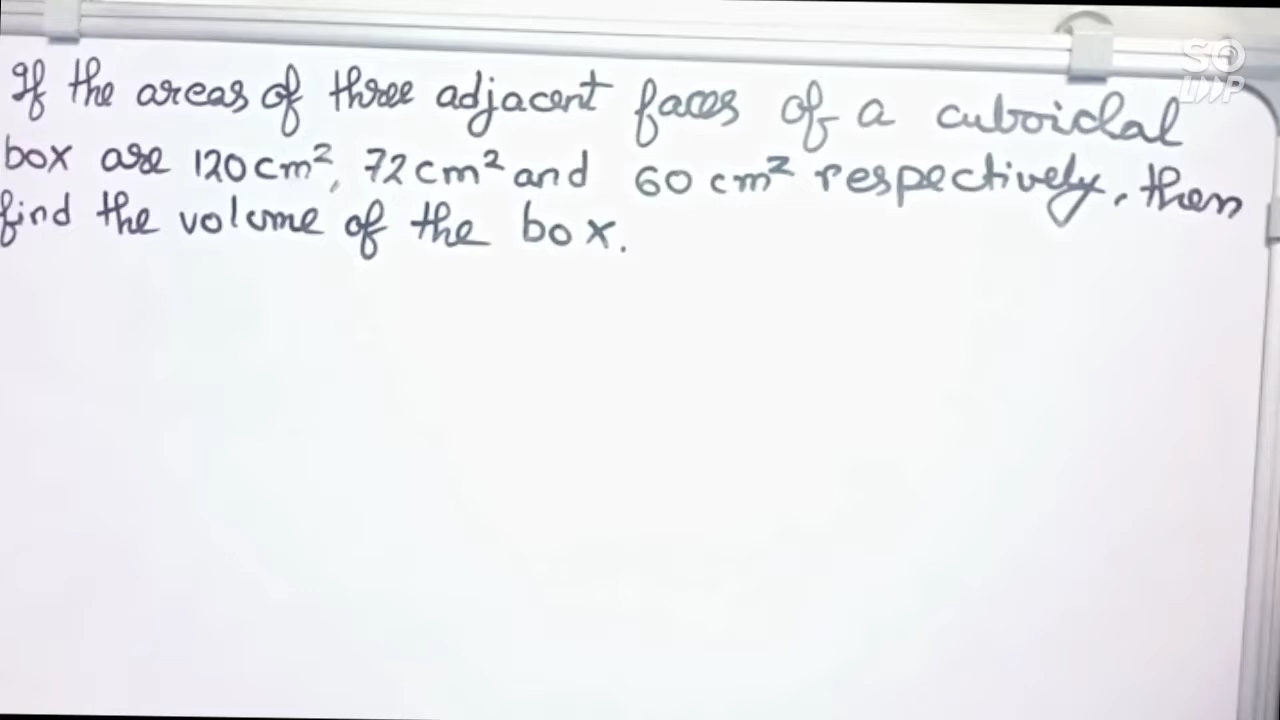 If the areas of three adjacent faces of a cuboidal
box are 120 cm², 72 cm² and 60 cm² respectively, then
find the volume of the box.
SO